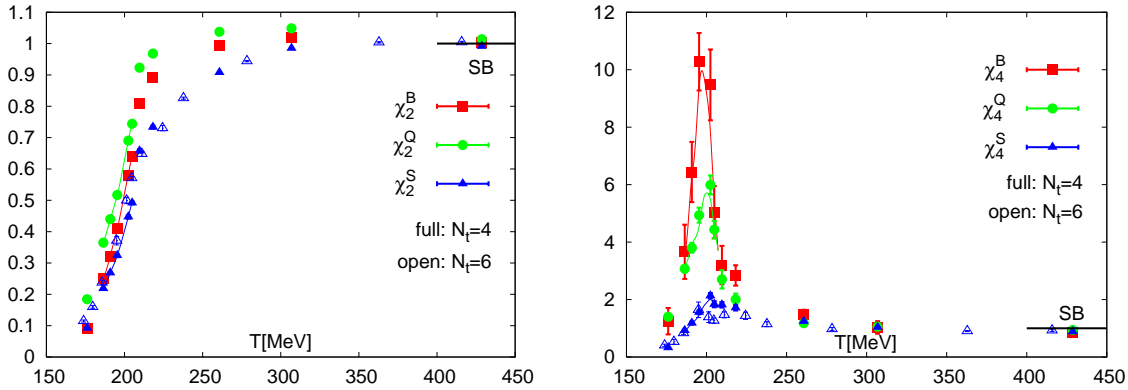 1.1
1
0.9
0.8
0.7
0.6
0.5
0.4
0.3
0.2
0.1
0
150 200 250 300 350 400 450
T[MeV]
SB
χ₂ᴮ
χ₂Q
χ₂S
full: Nₜ=4
open: Nₜ=6
12
10
8
6
4
2
0
150 200 250 300 350 400 450
T[MeV]
χ₄ᴮ
χ₄Q
χ₄S
full: Nₜ=4
open: Nₜ=6
SB